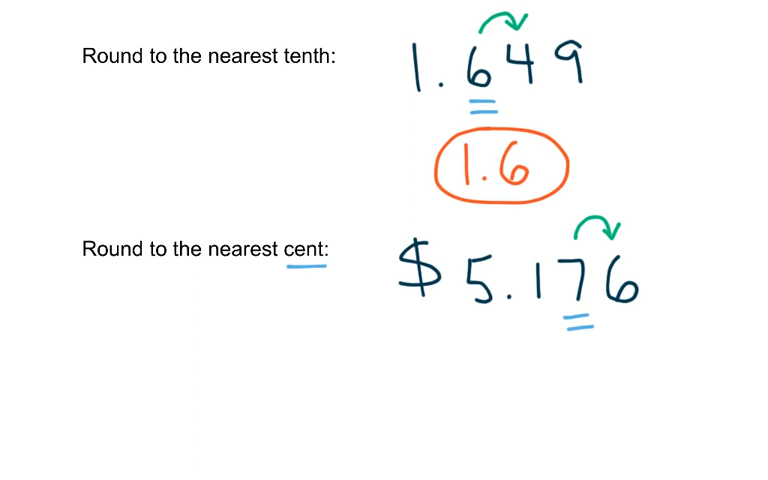 Round to the nearest tenth: 1.649
1.6
Round to the nearest cent: $5.176